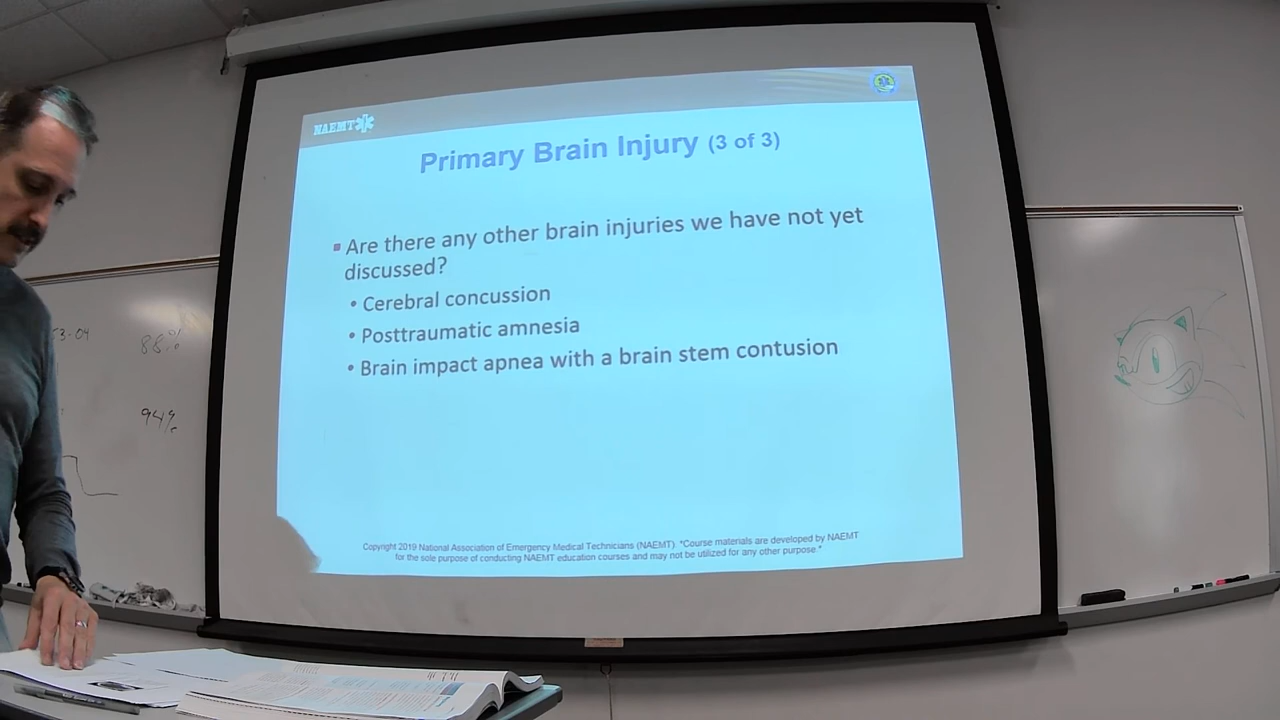 NAEMT
Primary Brain Injury (3 of 3)
Are there any other brain injuries we have not yet
discussed?
• Cerebral concussion
• Posttraumatic amnesia
• Brain impact apnea with a brain stem contusion
Copyright 2019 National Association of Emergency Medical Technicians (NAEMT) "Course materials are developed by NAEMT
for the sole purpose of conducting NAEMT education courses and may not be utilized for any other purpose"
3-04
88%
94%